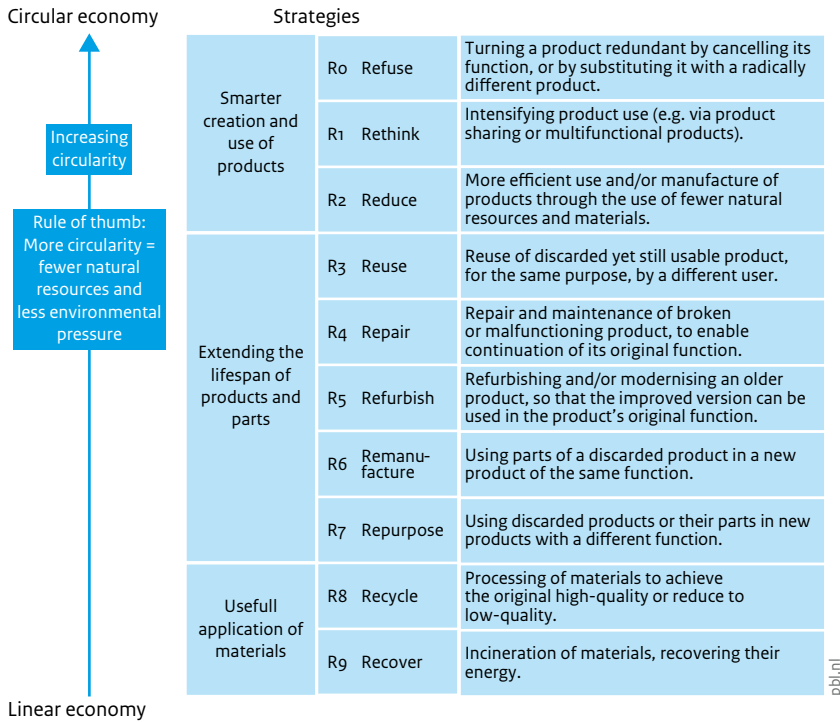 Circular economy
Strategies
Increasing
circularity
Rule of thumb:
More circularity =
fewer natural
resources and
less environmental
pressure
Linear economy
Smarter
creation and
use of
products
R0 Refuse
Turning a product redundant by cancelling its
function, or by substituting it with a radically
different product.
R1 Rethink
Intensifying product use (e.g. via product
sharing or multifunctional products).
R2 Reduce
More efficient use and/or manufacture of
products through the use of fewer natural
resources and materials.
Extending the
lifespan of
products and
parts
R3 Reuse
Reuse of discarded yet still usable product,
for the same purpose, by a different user.
R4 Repair
Repair and maintenance of broken
or malfunctioning product, to enable
continuation of its original function.
R5 Refurbish
Refurbishing and/or modernising an older
product, so that the improved version can be
used in the product's original function.
R6 Remanu-
facture
Using parts of a discarded product in a new
product of the same function.
R7 Repurpose
Using discarded products or their parts in new
products with a different function.
Usefull
application of
materials
R8 Recycle
Processing of materials to achieve
the original high-quality or reduce to
low-quality.
R9 Recover
Incineration of materials, recovering their
energy.
pbl.nl